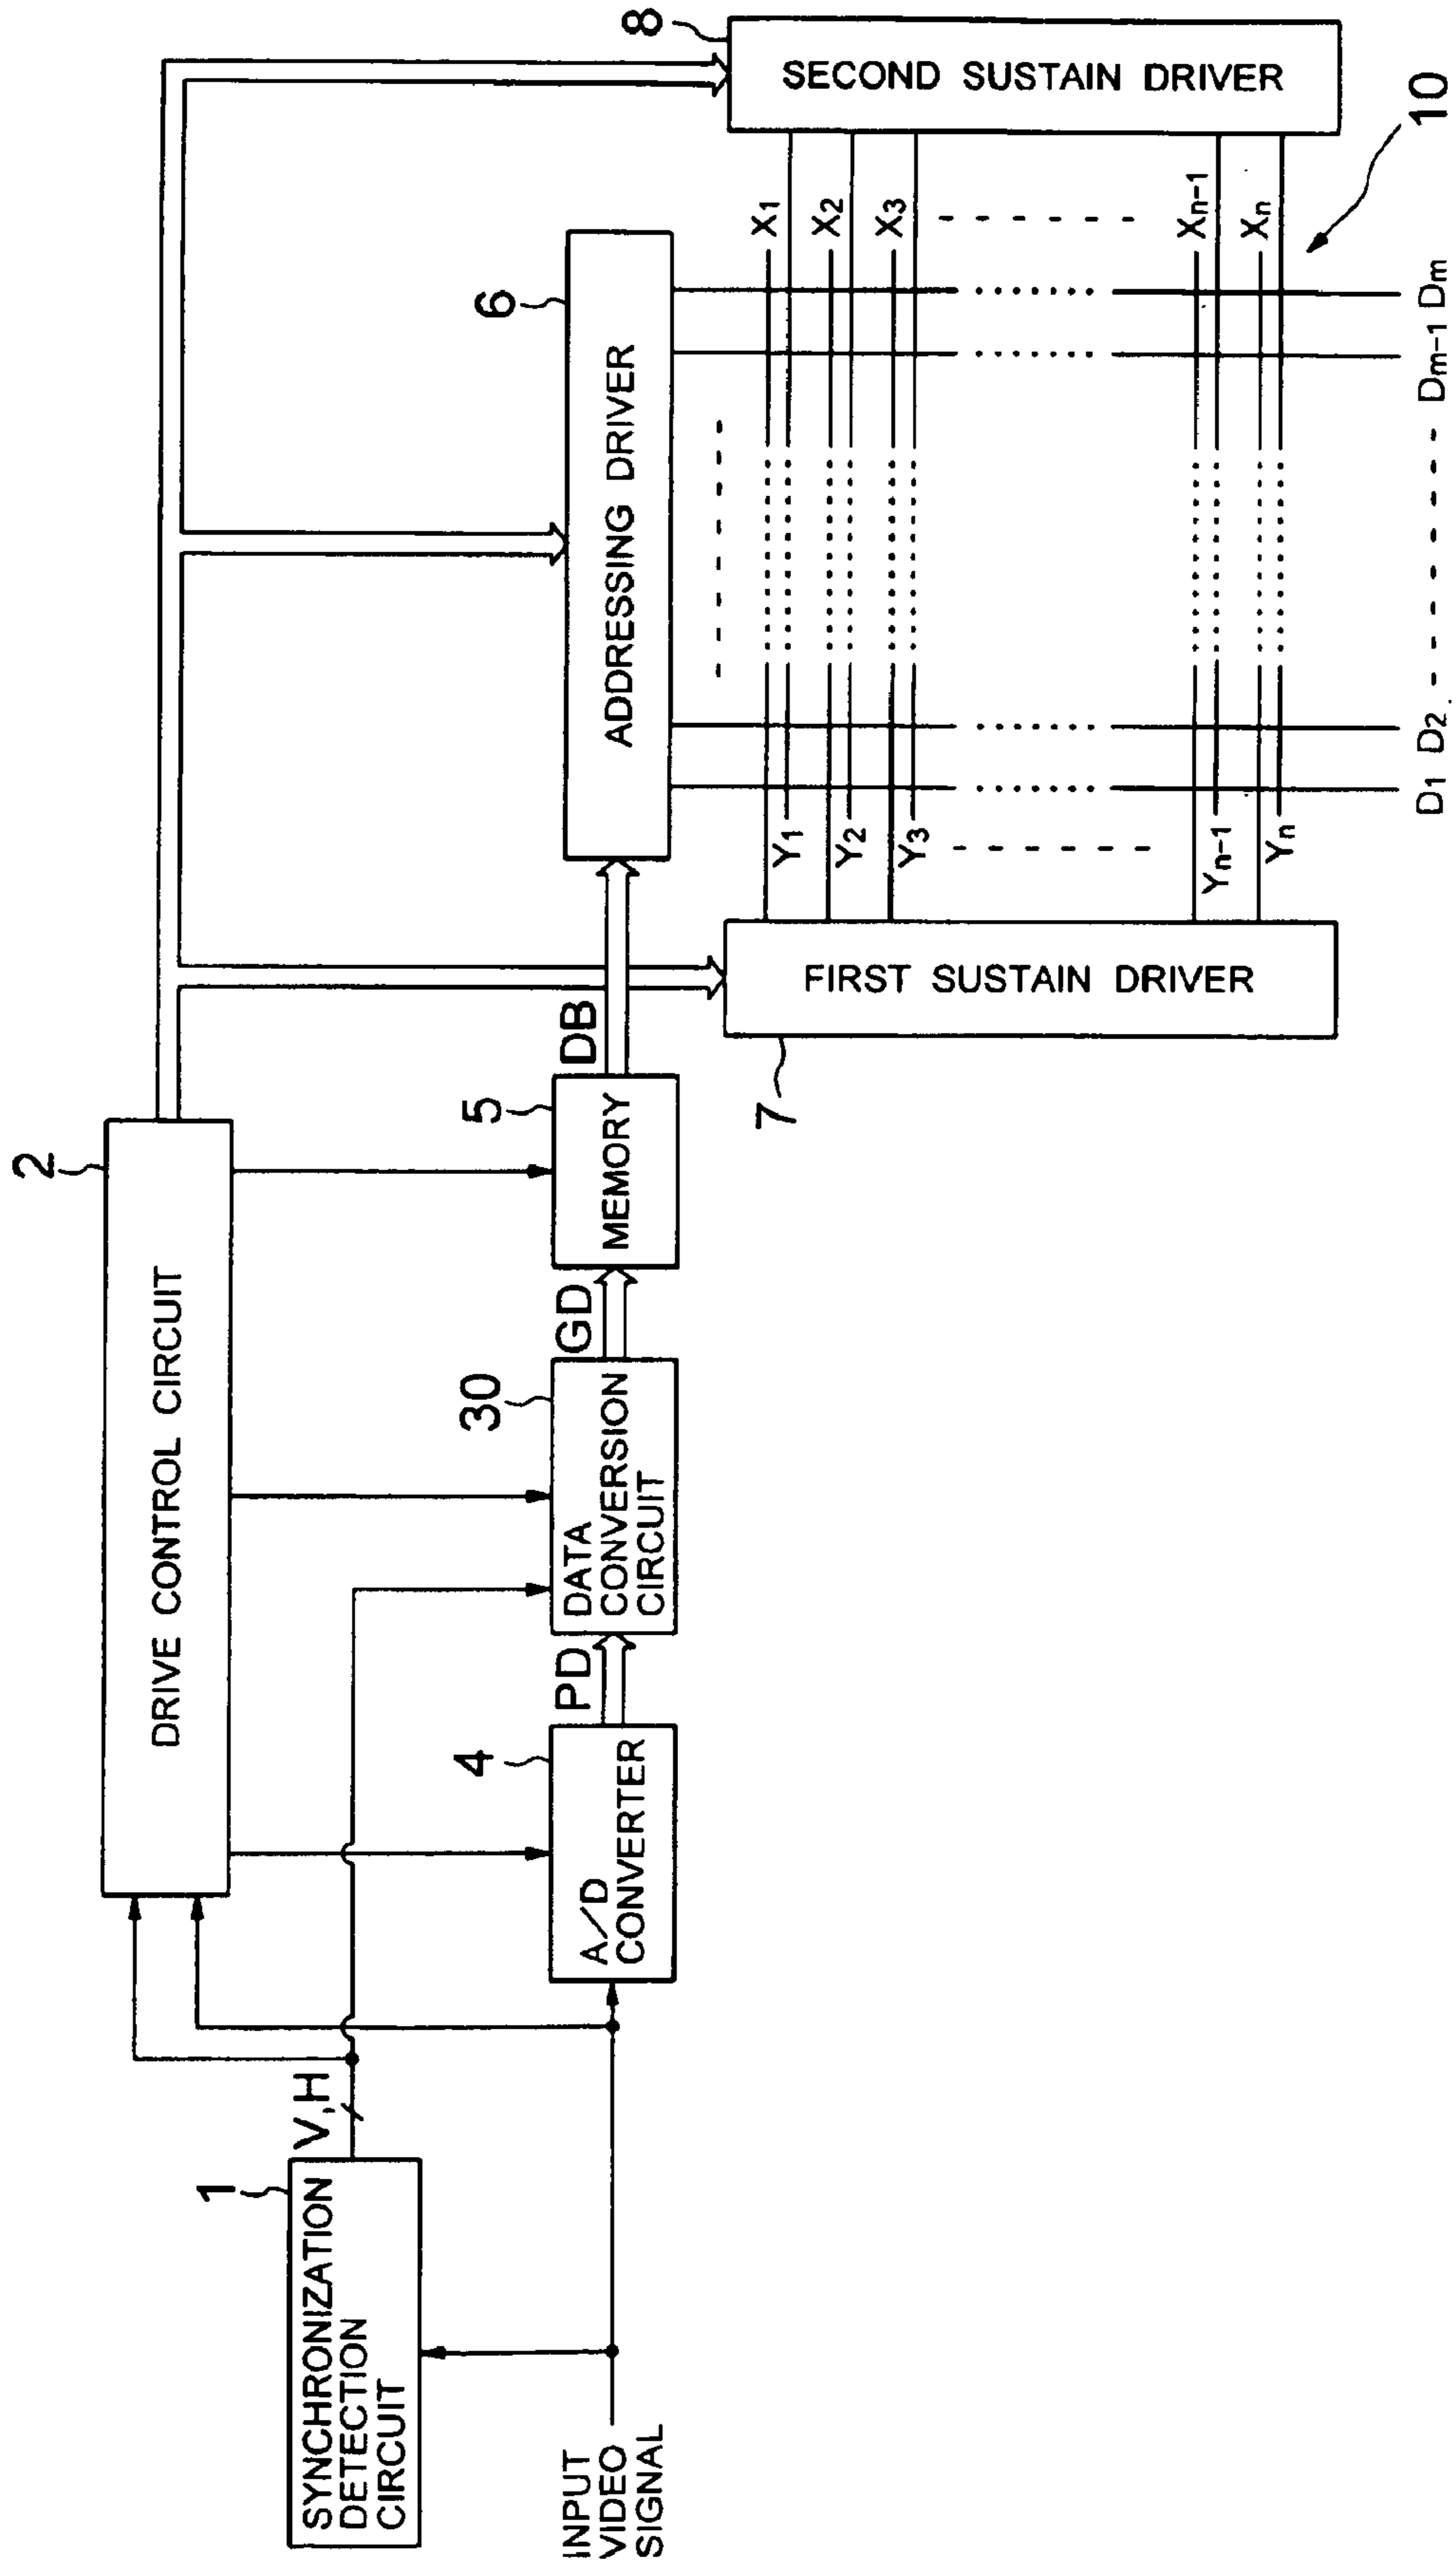 2
DRIVE CONTROL CIRCUIT
1
SYNCHRONIZATION
DETECTION
CIRCUIT
V,H
INPUT
VIDEO
SIGNAL
4
A/D
CONVERTER
PD
30
DATA
CONVERSION
CIRCUIT
GD
5
MEMORY
DB
6
ADDRESSING DRIVER
7
FIRST SUSTAIN DRIVER
8
SECOND SUSTAIN DRIVER
X1
X2
X3
Xn-1
Xn
Y1
Y2
Y3
Yn-1
Yn
D1 D2 Dm-1 Dm
10